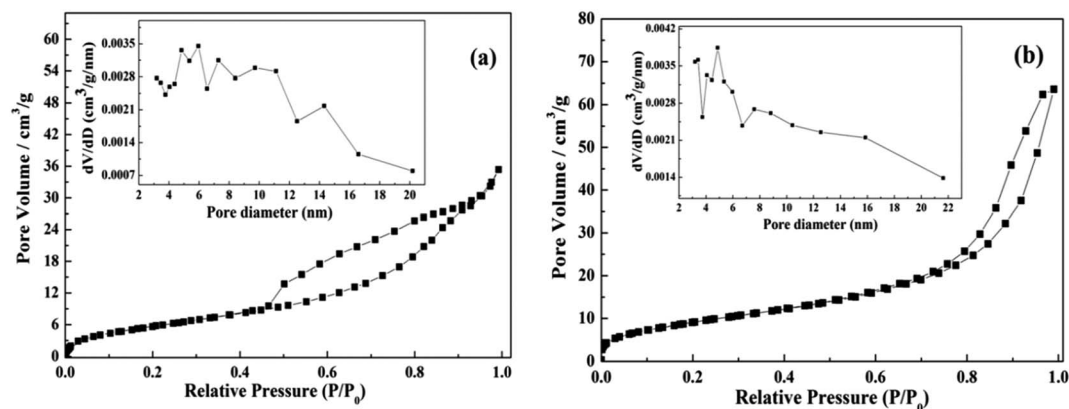 (a)
Pore Volume / cm³/g
60
54
48
42
36
30
24
18
12
6
0
0.0 0.2 0.4 0.6 0.8 1.0
Relative Pressure (P/P₀)
dV/dD (cm³/g/nm)
0.0035
0.0028
0.0021
0.0014
0.0007
2 4 6 8 10 12 14 16 18 20
Pore diameter (nm)
(b)
Pore Volume / cm³/g
80
70
60
50
40
30
20
10
0
0.0 0.2 0.4 0.6 0.8 1.0
Relative Pressure (P/P₀)
dV/dD (cm³/g/nm)
0.0042
0.0035
0.0028
0.0021
0.0014
2 4 6 8 10 12 14 16 18 20 22
Pore diameter (nm)